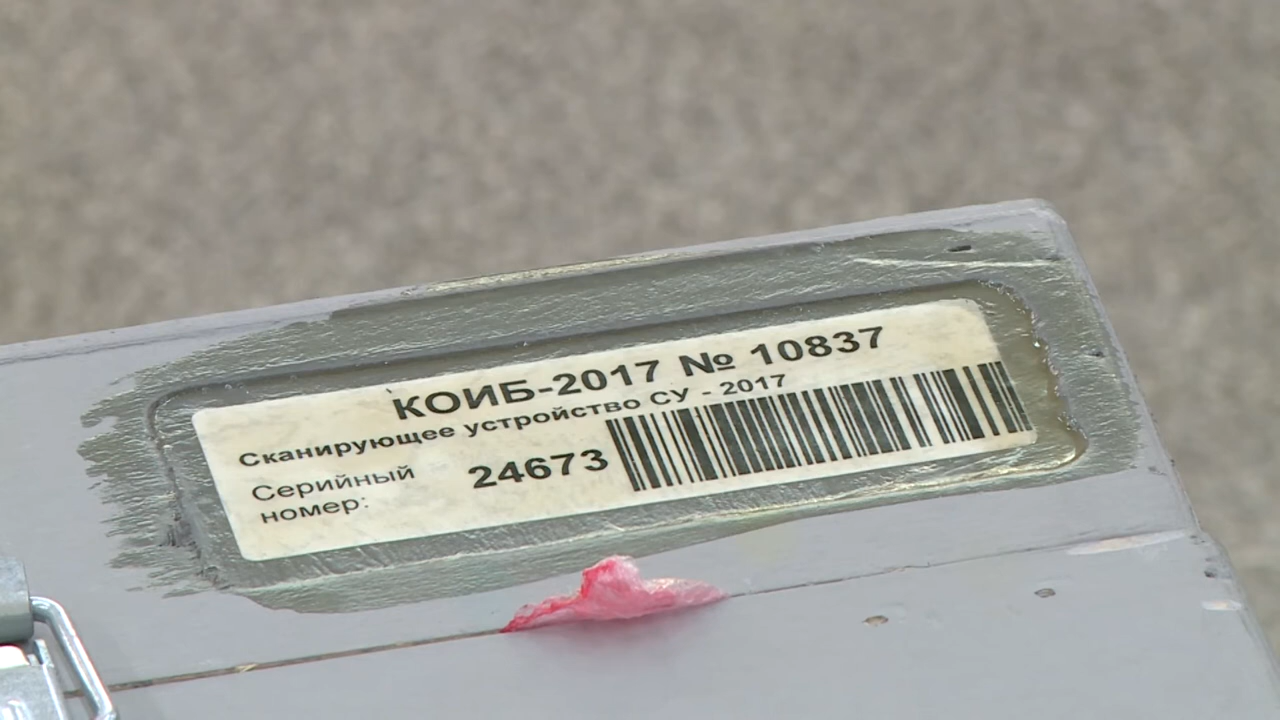 КОИБ-2017 № 10837
Сканирующее устройство СУ - 2017
Серийный
номер:
24673